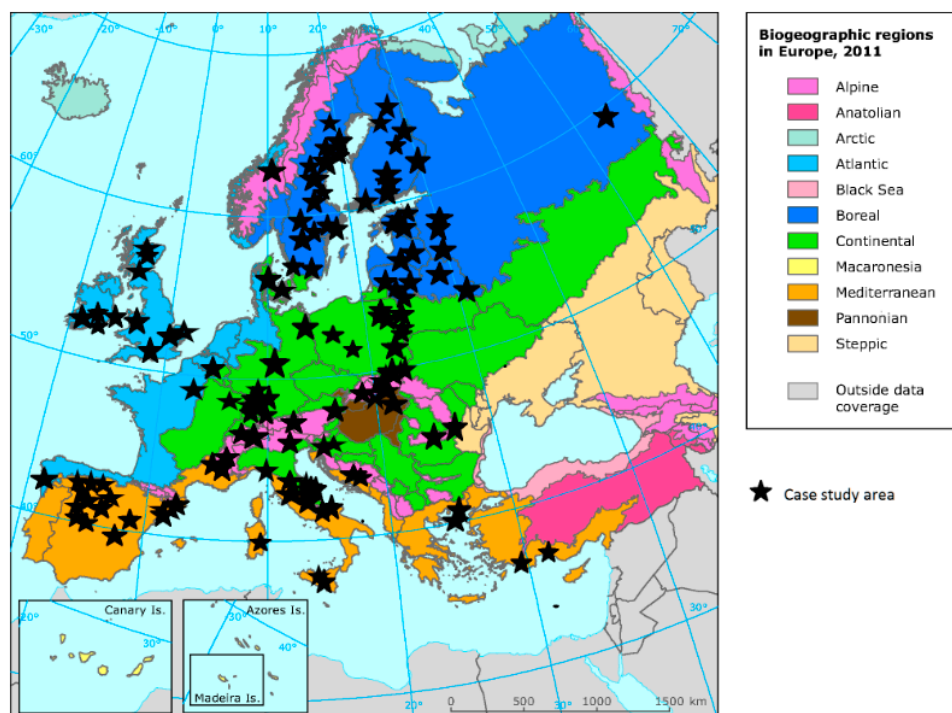 -30° -20° -10° 0° 10° 20° 30° 40° 50° 60° 70°
60°
50°
40°
20°
Canary Is.
30°
Azores Is.
30°
40°
Madeira Is.
0 500 1000 1500 km
10°
20°
30°
30°
Biogeographic regions
in Europe, 2011
Alpine
Anatolian
Arctic
Atlantic
Black Sea
Boreal
Continental
Macaronesia
Mediterranean
Pannonian
Steppic
Outside data
coverage
Case study area